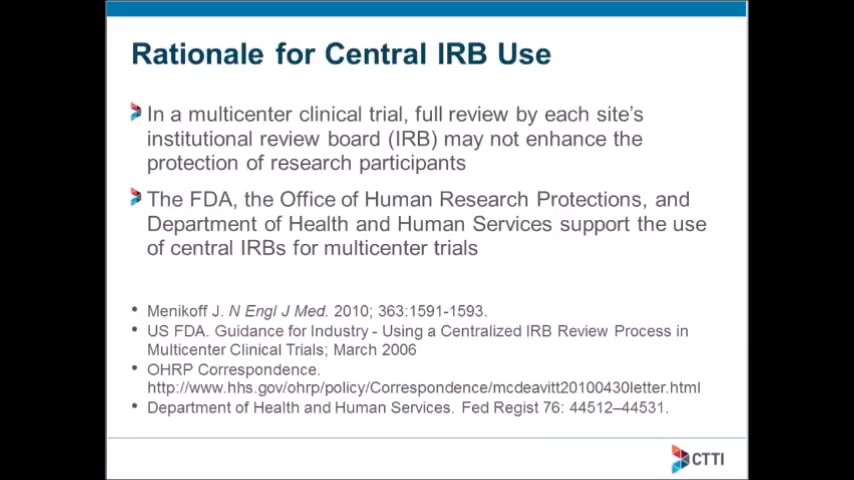 Rationale for Central IRB Use
In a multicenter clinical trial, full review by each site's
institutional review board (IRB) may not enhance the
protection of research participants
The FDA, the Office of Human Research Protections, and
Department of Health and Human Services support the use
of central IRBs for multicenter trials
• Menikoff J. N Engl J Med. 2010; 363:1591-1593.
• US FDA. Guidance for Industry - Using a Centralized IRB Review Process in
Multicenter Clinical Trials; March 2006
• OHRP Correspondence.
http://www.hhs.gov/ohrp/policy/Correspondence/mcdeavitt20100430letter.html
• Department of Health and Human Services. Fed Regist 76: 44512–44531.
CTTI